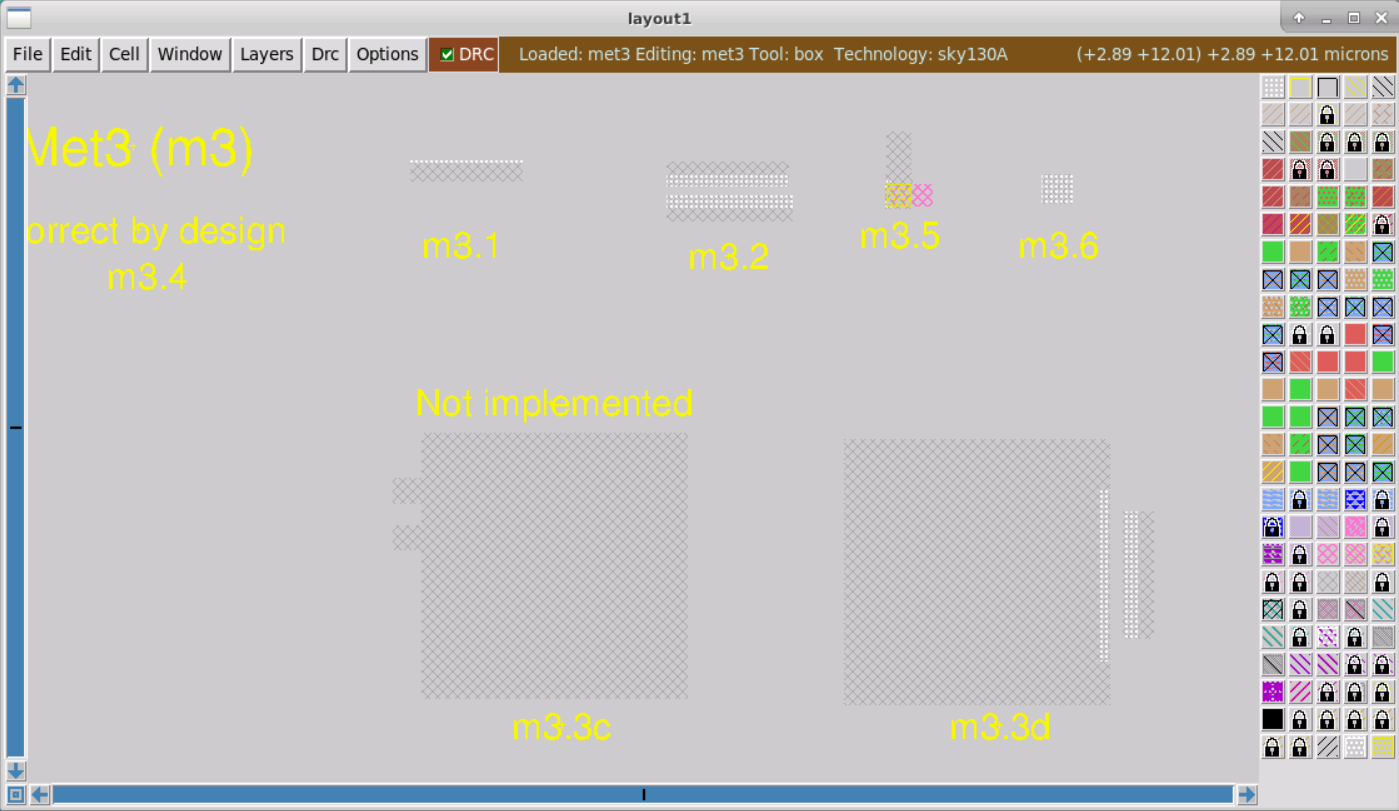 layout1
File Edit Cell Window Layers Drc Options DRC Loaded: met3 Editing: met3 Tool: box Technology: sky130A (+2.89 +12.01) +2.89 +12.01 microns
Met3 (m3)
orrect by design
m3.4
m3.1
m3.2
m3.5
m3.6
Not implemented
m3.3c
m3.3d